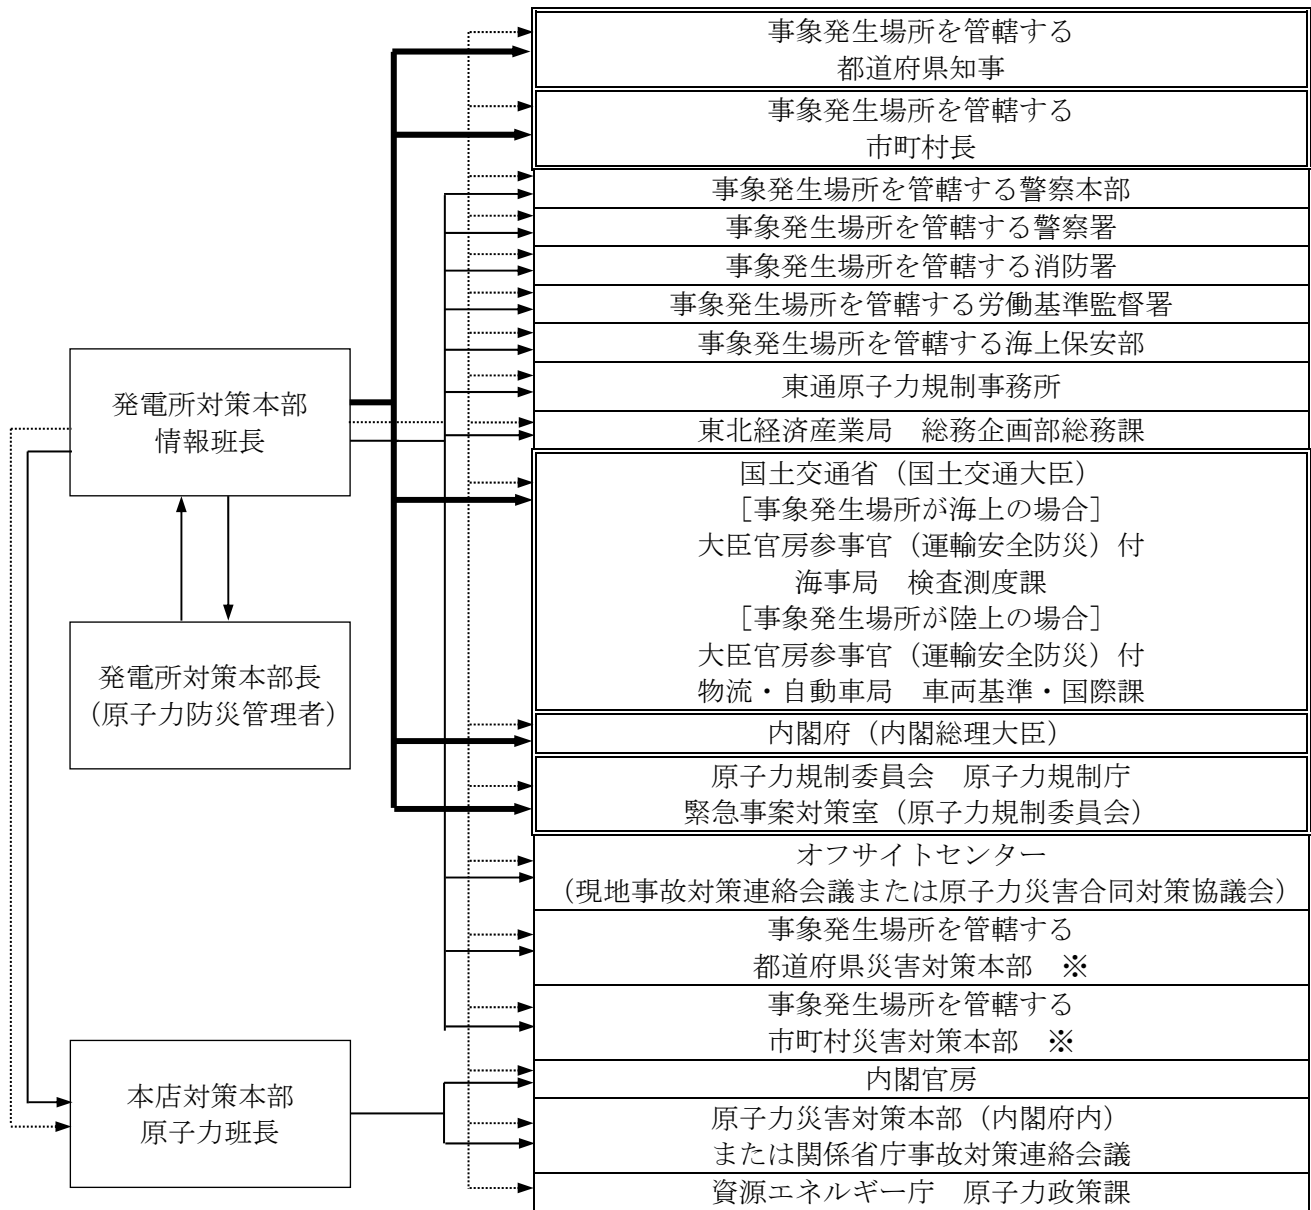 事象発生場所を管轄する
都道府県知事
事象発生場所を管轄する
市町村長
事象発生場所を管轄する警察本部
事象発生場所を管轄する警察署
事象発生場所を管轄する消防署
事象発生場所を管轄する労働基準監督署
事象発生場所を管轄する海上保安部
東通原子力規制事務所
東北経済産業局　総務企画部総務課
国土交通省（国土交通大臣）
［事象発生場所が海上の場合］
大臣官房参事官（運輸安全防災）付
海事局　検査測度課
［事象発生場所が陸上の場合］
大臣官房参事官（運輸安全防災）付
物流・自動車局　車両基準・国際課
内閣府（内閣総理大臣）
原子力規制委員会　原子力規制庁
緊急事案対策室（原子力規制委員会）
オフサイトセンター
（現地事故対策連絡会議または原子力災害合同対策協議会）
事象発生場所を管轄する
都道府県災害対策本部　※
事象発生場所を管轄する
市町村災害対策本部　※
内閣官房
原子力災害対策本部（内閣府内）
または関係省庁事故対策連絡会議
資源エネルギー庁　原子力政策課
発電所対策本部
情報班長
発電所対策本部長
（原子力防災管理者）
本店対策本部
原子力班長